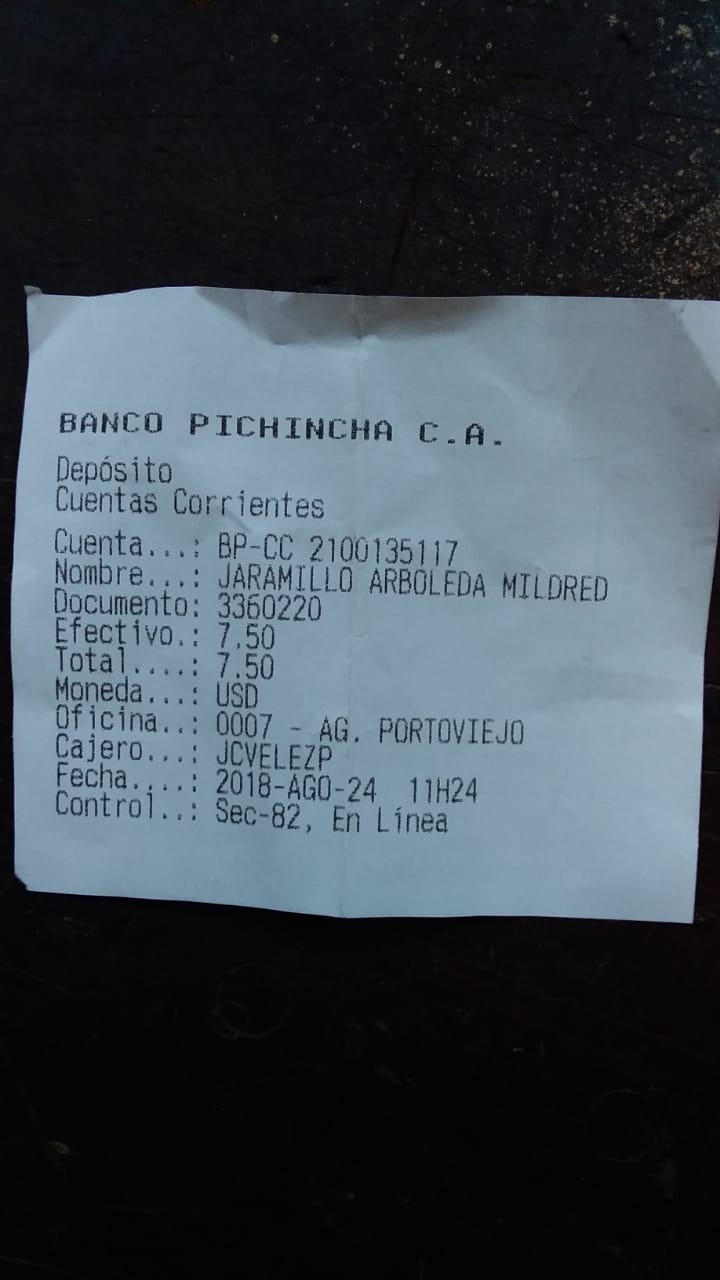 BANCO PICHINCHA C.A.
Depósito
Cuentas Corrientes
Cuenta...: BP-CC 2100135117
Nombre...: JARAMILLO ARBOLEDA MILDRED
Documento: 3360220
Efectivo.: 7.50
Total....: 7.50
Moneda...: USD
Oficina..: 0007 - AG. PORTOVIEJO
Cajero...: JCVELEZP
Fecha....: 2018-AGO-24 11H24
Control..: Sec-82, En Línea